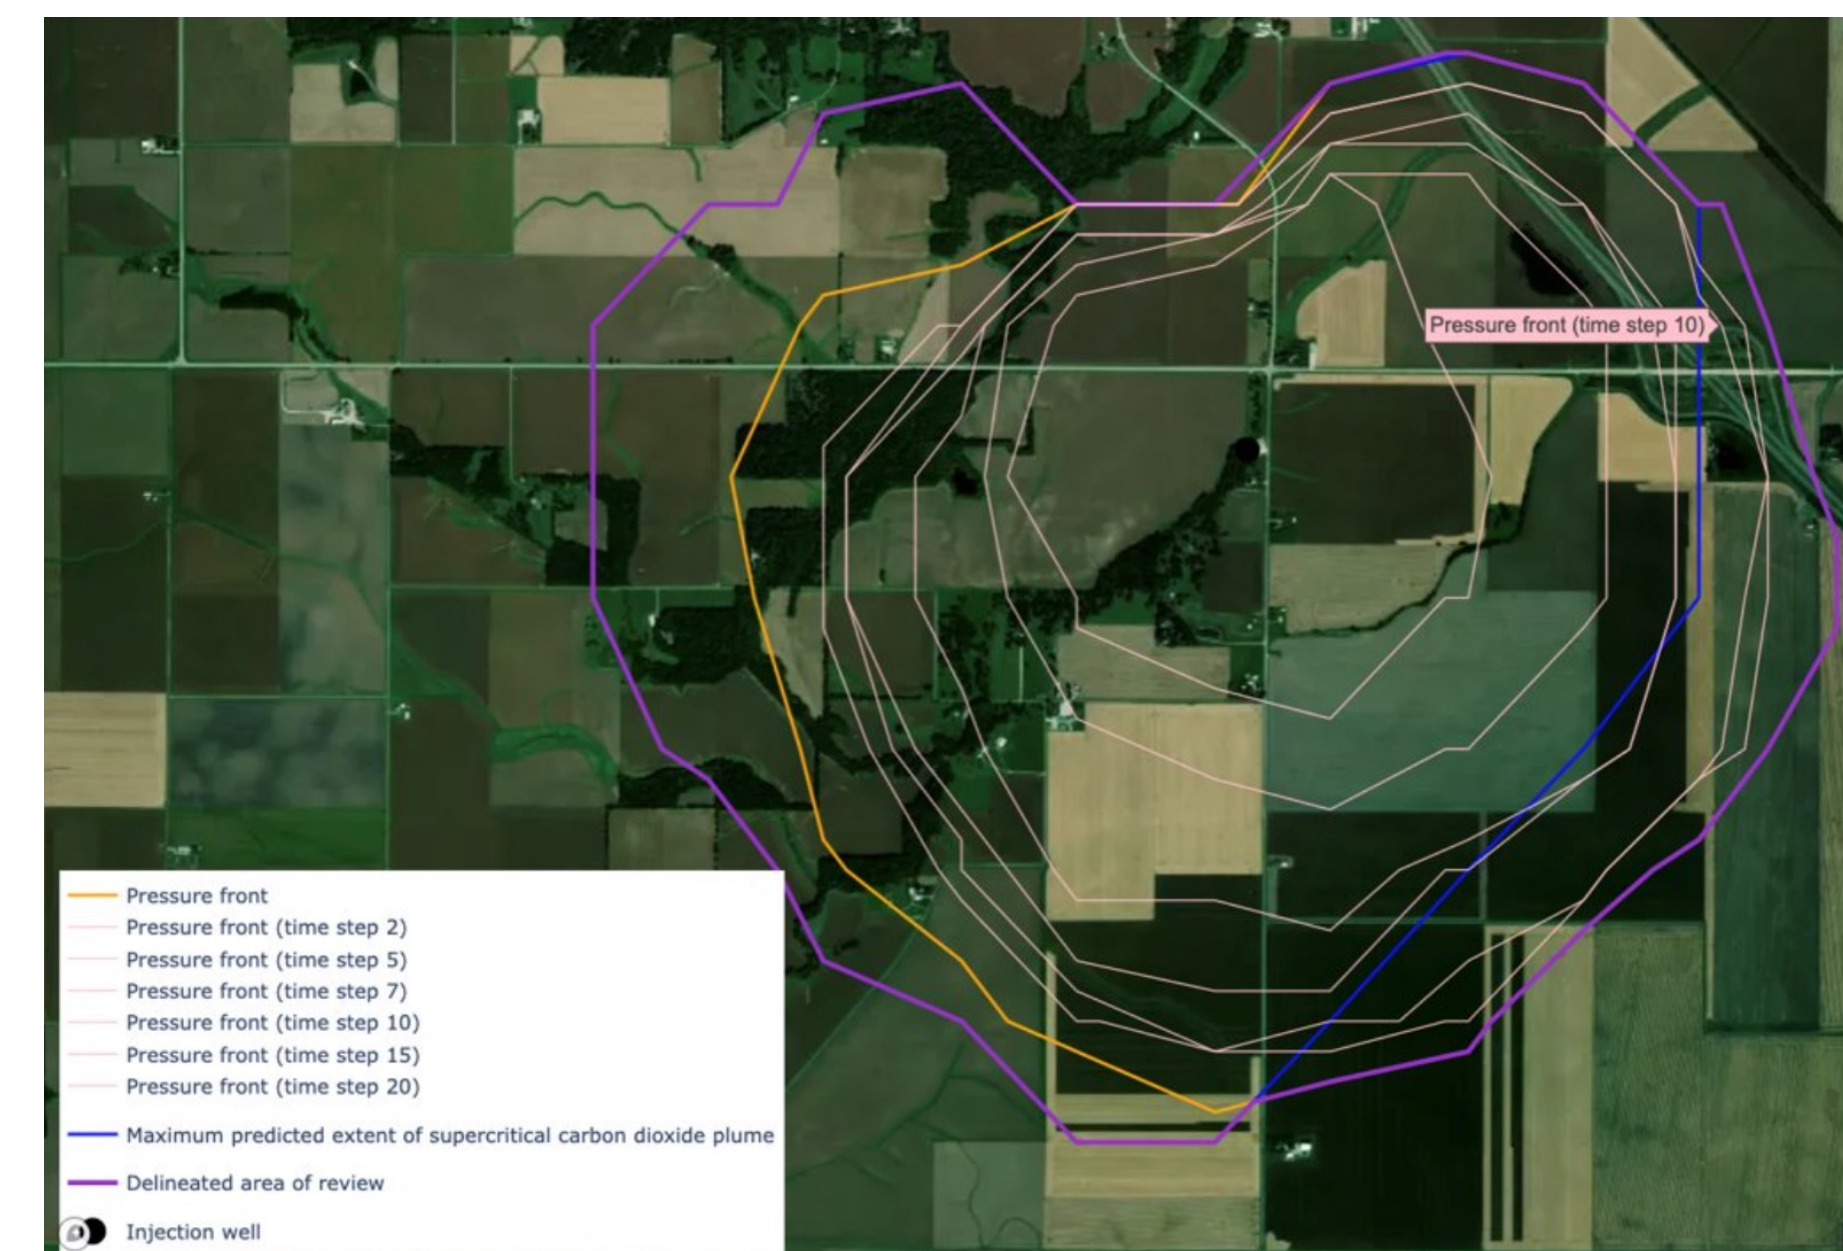 Pressure front (time step 10)
Pressure front
Pressure front (time step 2)
Pressure front (time step 5)
Pressure front (time step 7)
Pressure front (time step 10)
Pressure front (time step 15)
Pressure front (time step 20)
Maximum predicted extent of supercritical carbon dioxide plume
Delineated area of review
Injection well